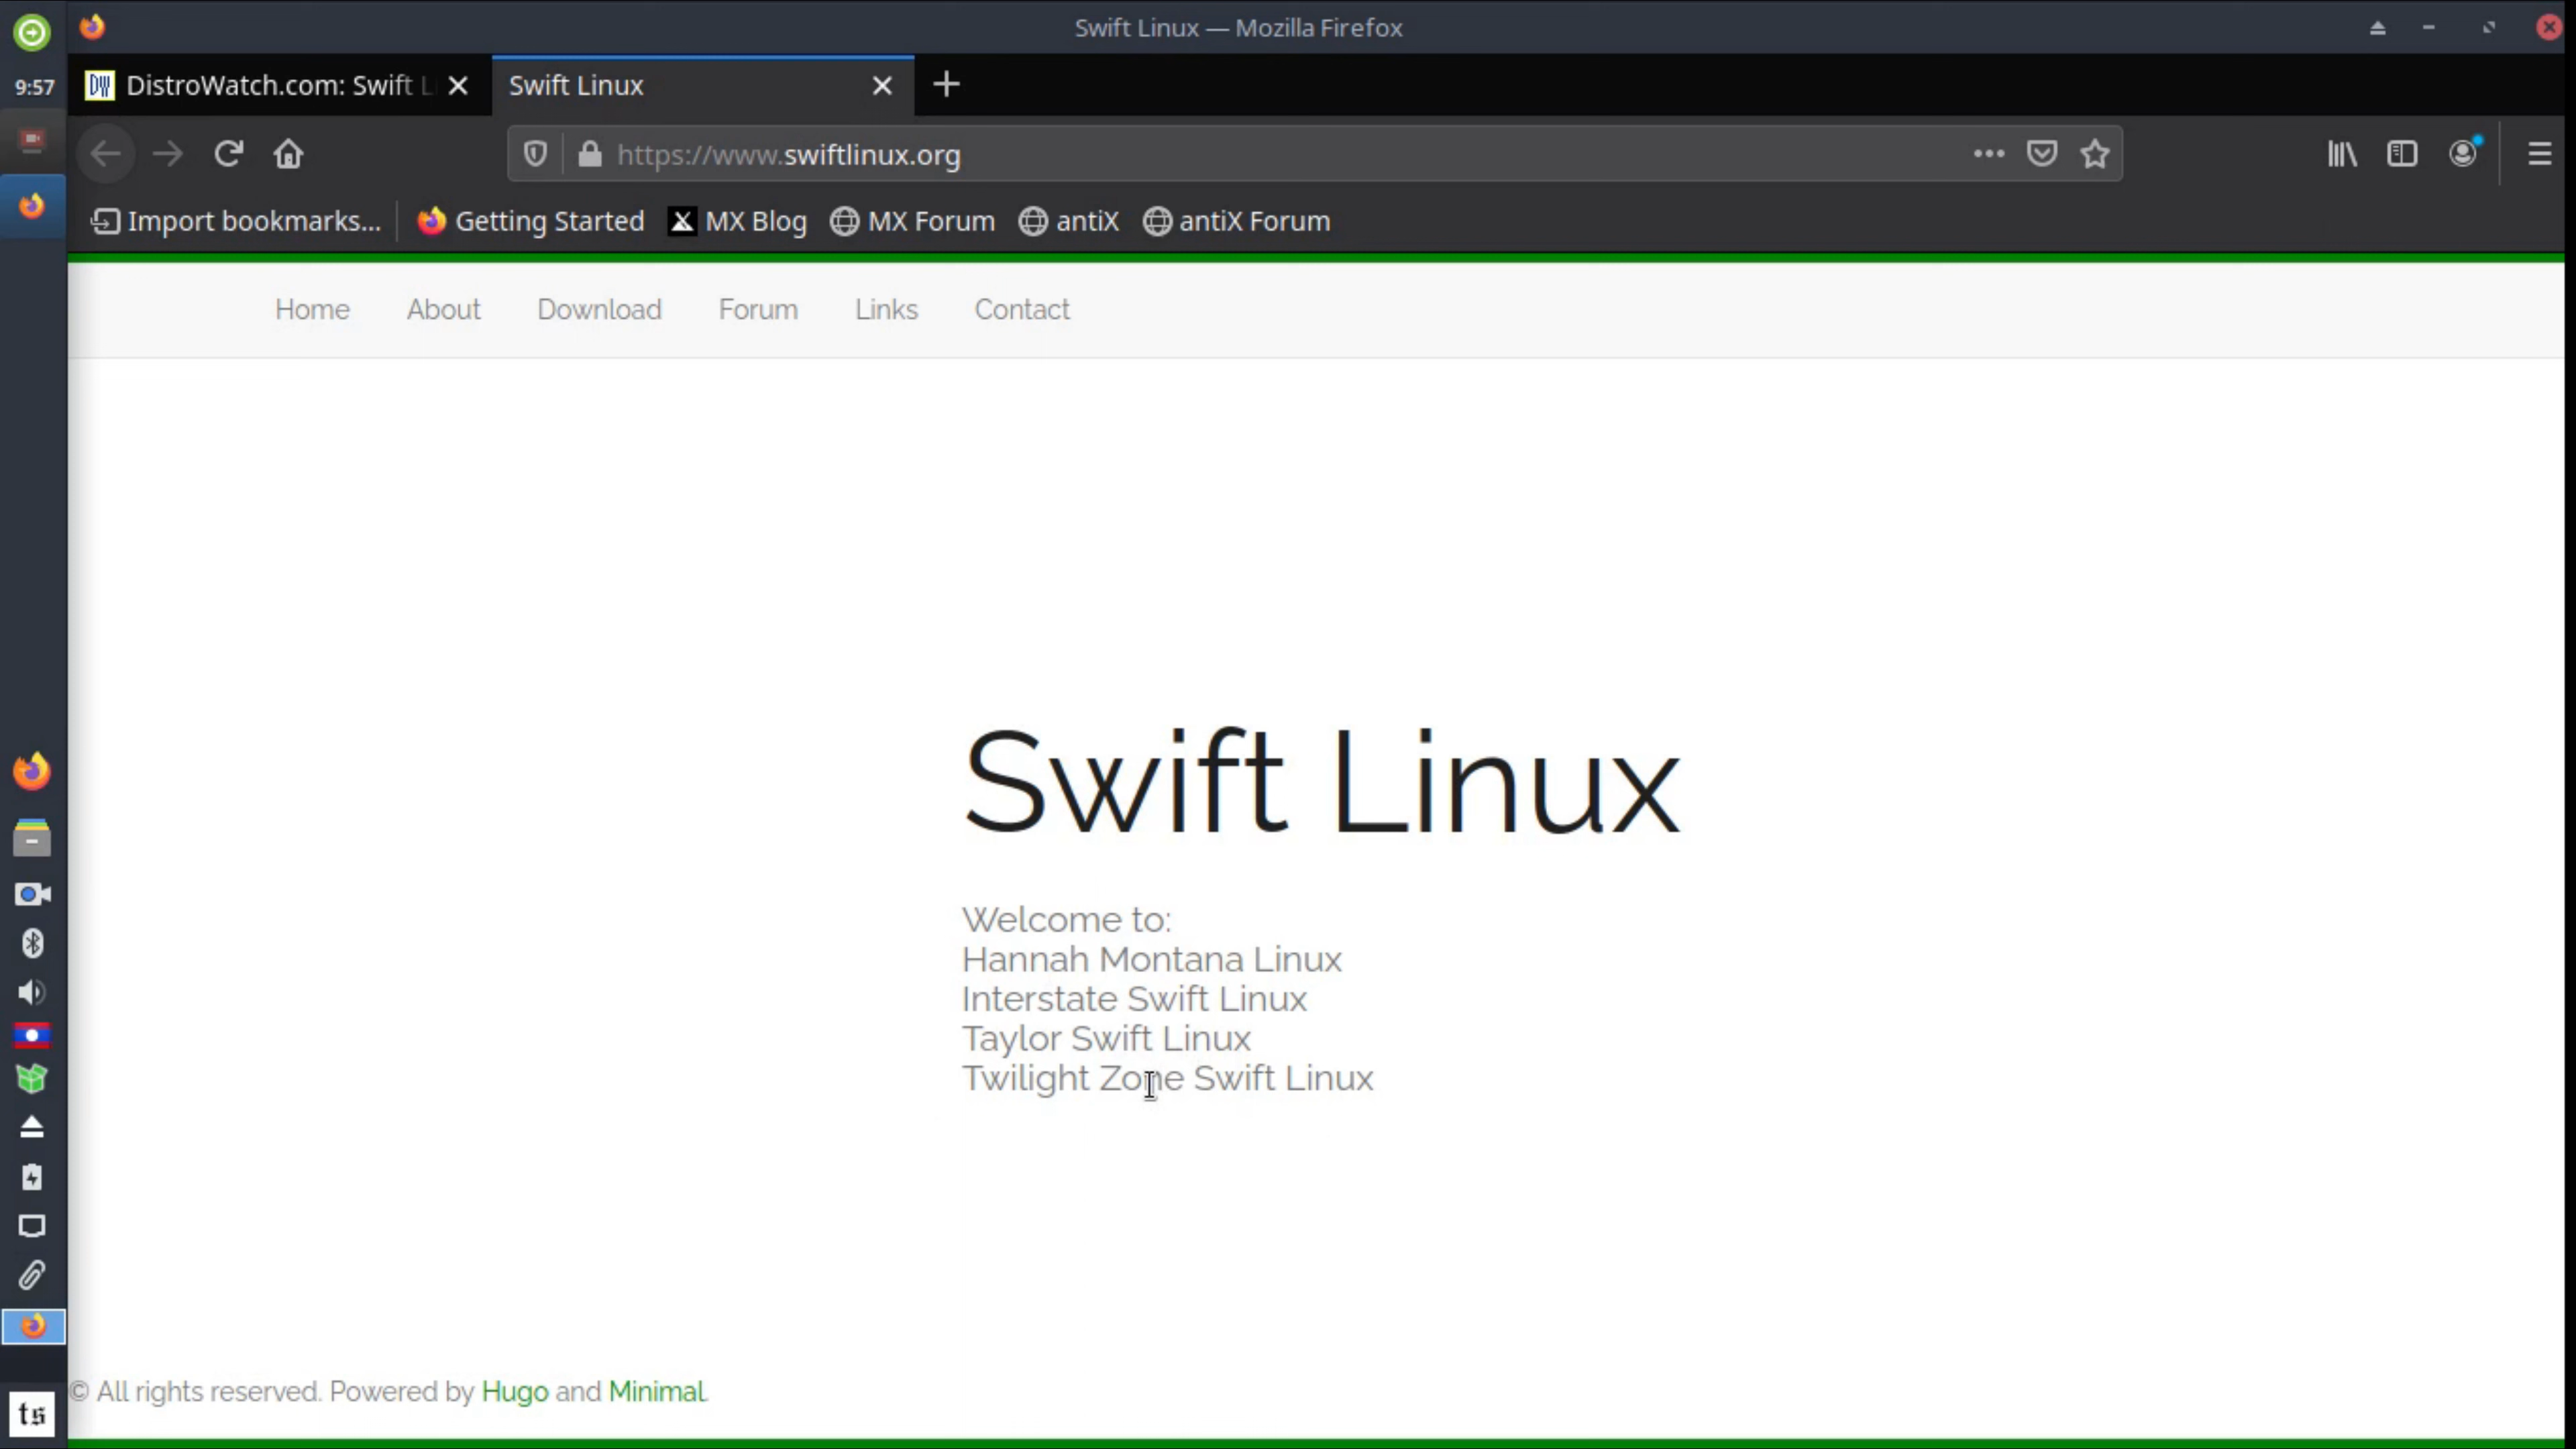 Swift Linux — Mozilla Firefox
9:57
DW DistroWatch.com: Swift L
Swift Linux
https://www.swiftlinux.org
Import bookmarks...
Getting Started
MX Blog
MX Forum
antiX
antiX Forum
Home
About
Download
Forum
Links
Contact
Swift Linux
Welcome to:
Hannah Montana Linux
Interstate Swift Linux
Taylor Swift Linux
Twilight Zone Swift Linux
© All rights reserved. Powered by Hugo and Minimal.
ts